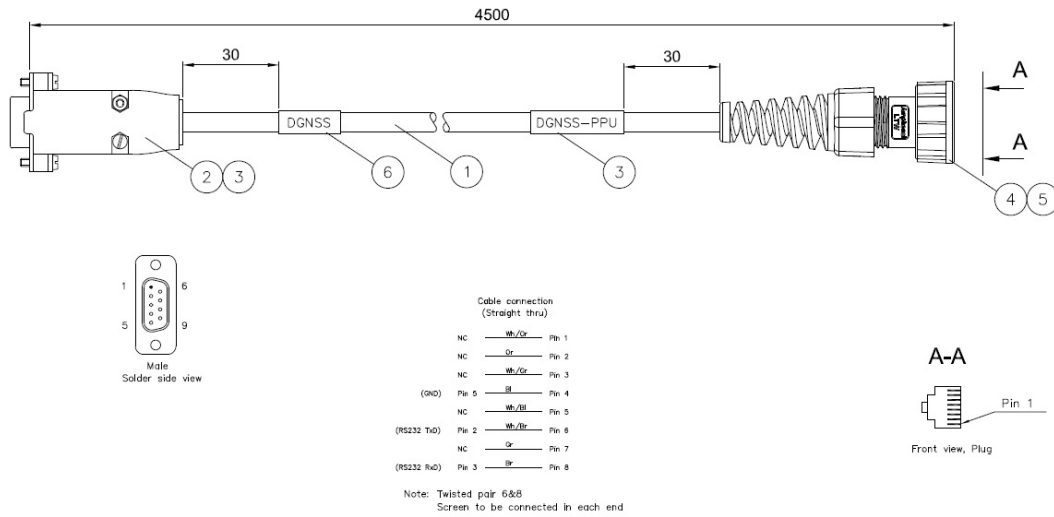 4500
30
30
A
DGNSS
DGNSS-PPU
LTW
A
2
3
6
1
3
4
5
1
6
5
9
Male
Solder side view
Cable connection
(Straight thru)
NC Wh/Or Pin 1
NC Or Pin 2
NC Wh/Gr Pin 3
(GND) Pin 5 Bl Pin 4
NC Wh/Bl Pin 5
(RS232 TxD) Pin 2 Wh/Br Pin 6
NC Gr Pin 7
(RS232 RxD) Pin 3 Br Pin 8
Note: Twisted pair 6&8
Screen to be connected in each end
A-A
Pin 1
Front view, Plug